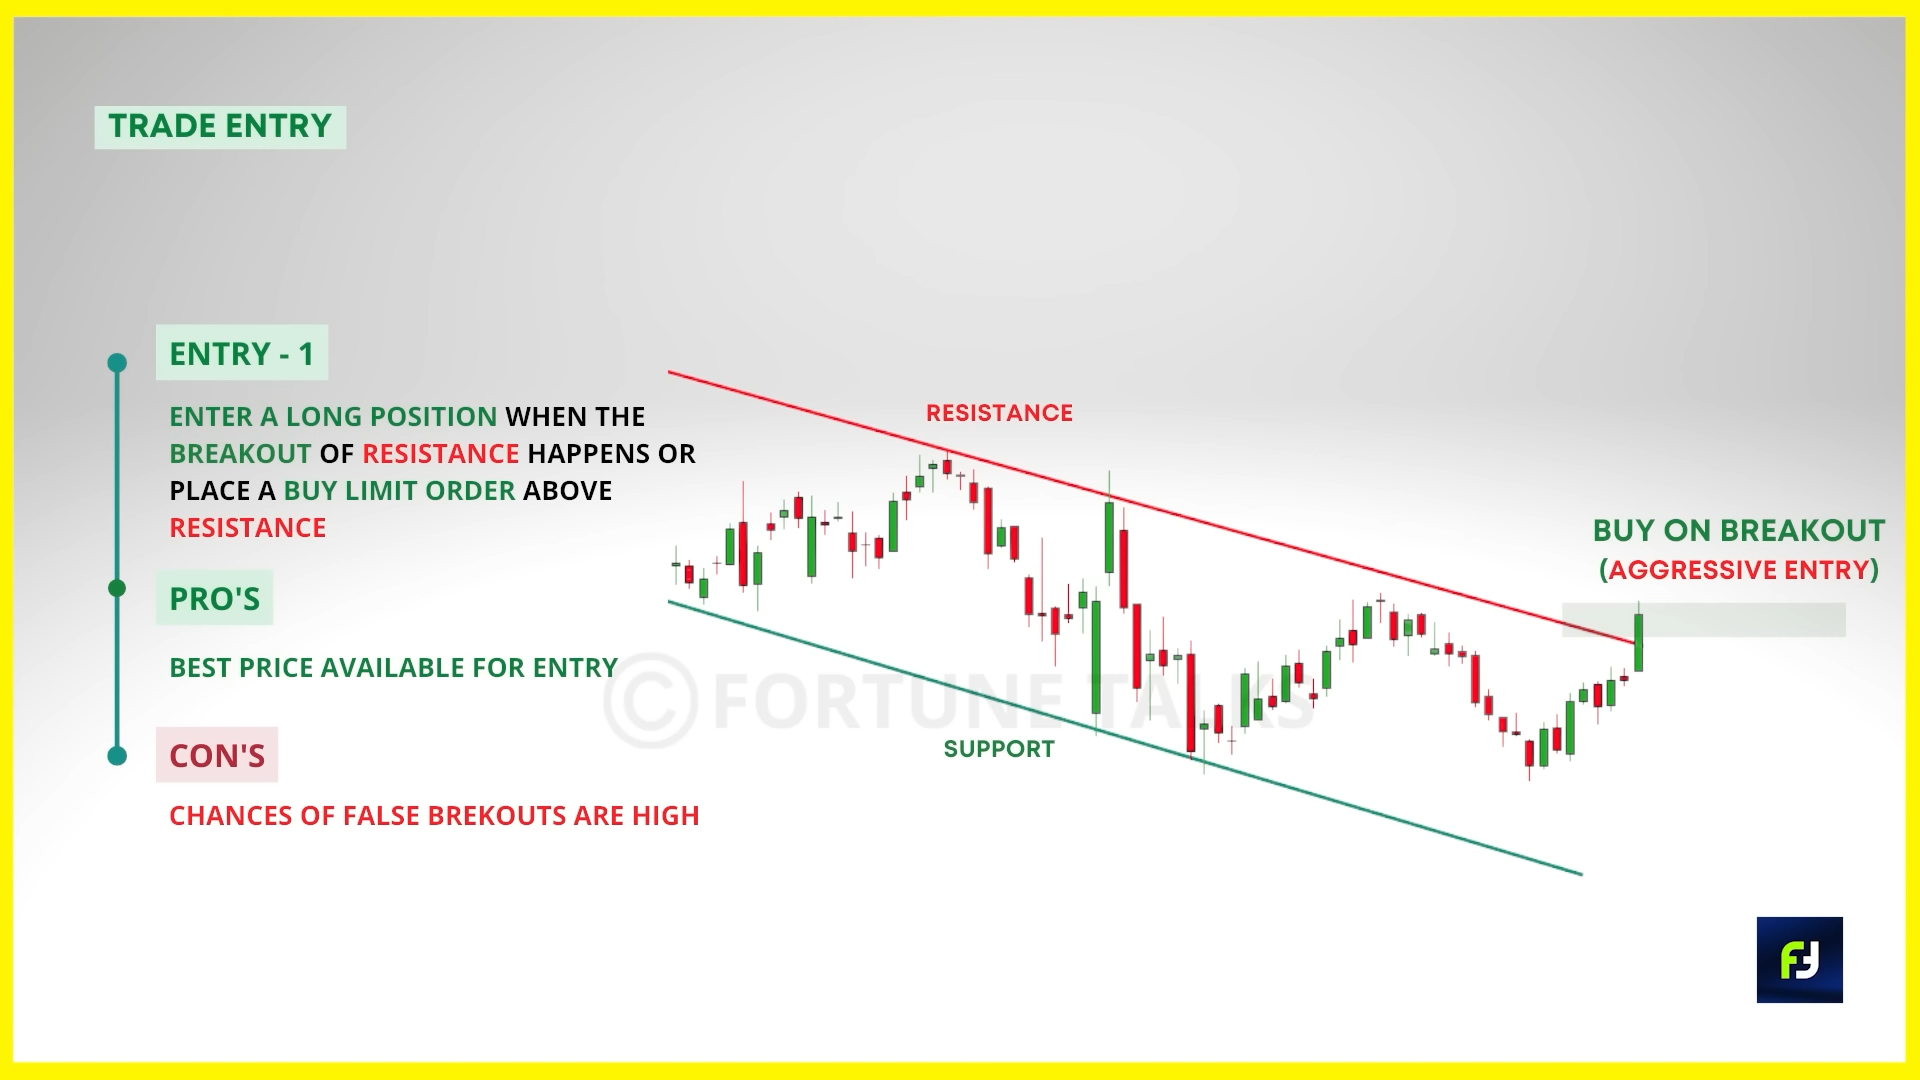 TRADE ENTRY
ENTRY - 1
ENTER A LONG POSITION WHEN THE
BREAKOUT OF RESISTANCE HAPPENS OR
PLACE A BUY LIMIT ORDER ABOVE
RESISTANCE
PRO'S
BEST PRICE AVAILABLE FOR ENTRY
CON'S
CHANCES OF FALSE BREKOUTS ARE HIGH
RESISTANCE
SUPPORT
BUY ON BREAKOUT
(AGGRESSIVE ENTRY)
© FORTUNE TALKS